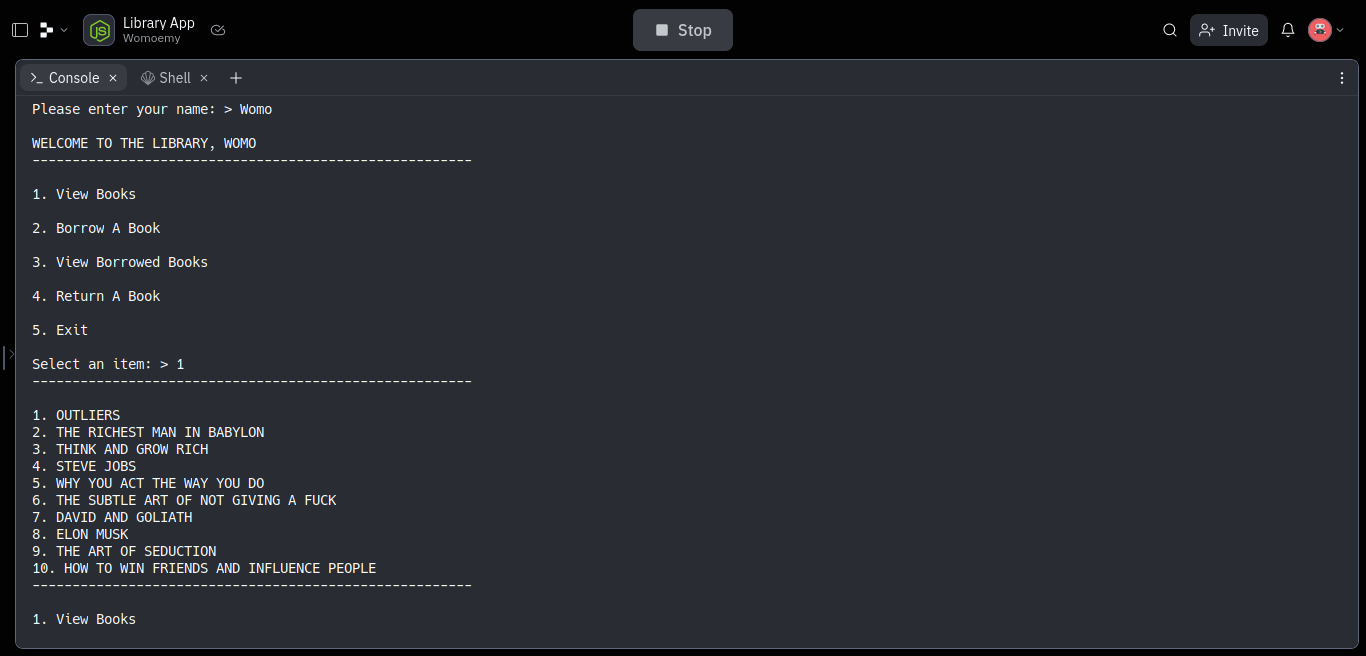 Library App
Womoemy
JS
Stop
Invite
>_ Console ×
Shell × +
Please enter your name: > Womo
WELCOME TO THE LIBRARY, WOMO
-------------------------------------------------------
1. View Books
2. Borrow A Book
3. View Borrowed Books
4. Return A Book
5. Exit
Select an item: > 1
-------------------------------------------------------
1. OUTLIERS
2. THE RICHEST MAN IN BABYLON
3. THINK AND GROW RICH
4. STEVE JOBS
5. WHY YOU ACT THE WAY YOU DO
6. THE SUBTLE ART OF NOT GIVING A FUCK
7. DAVID AND GOLIATH
8. ELON MUSK
9. THE ART OF SEDUCTION
10. HOW TO WIN FRIENDS AND INFLUENCE PEOPLE
-------------------------------------------------------
1. View Books